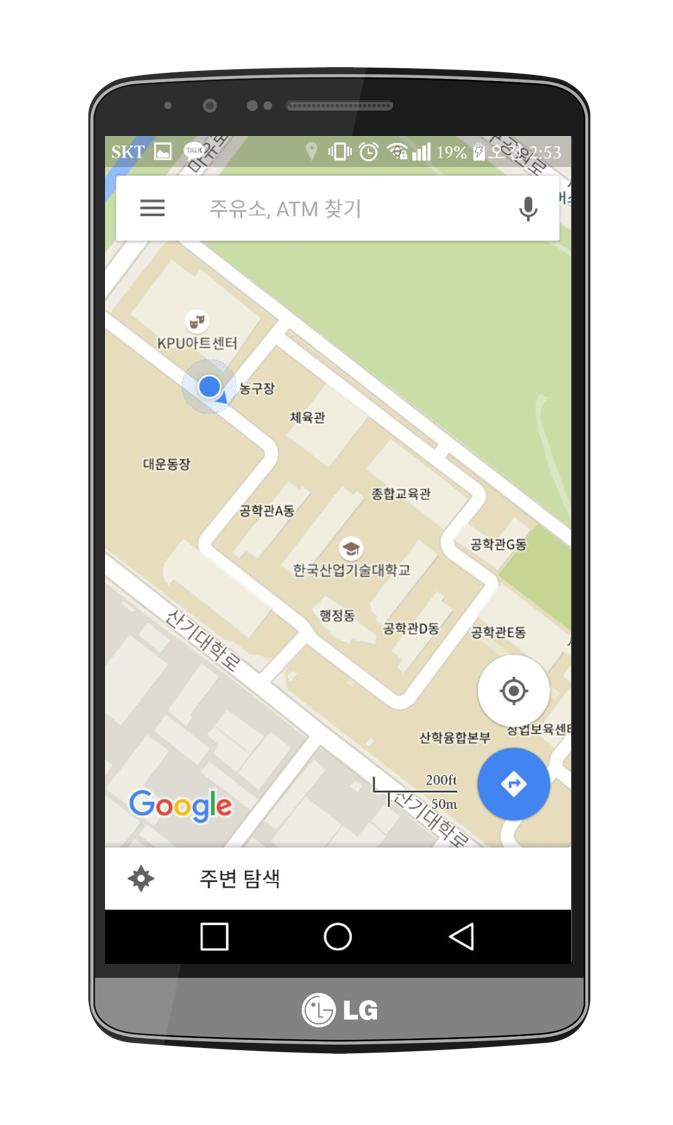 SKT
TALK
19%
오후 2:53
마유로
주유소, ATM 찾기
KPU아트센터
농구장
체육관
대운동장
종합교육관
공학관A동
공학관G동
한국산업기술대학교
행정동
공학관D동
공학관E동
산기대학로
산학융합본부
창업보육센터
200ft
50m
산기대학로
Google
주변 탐색
LG